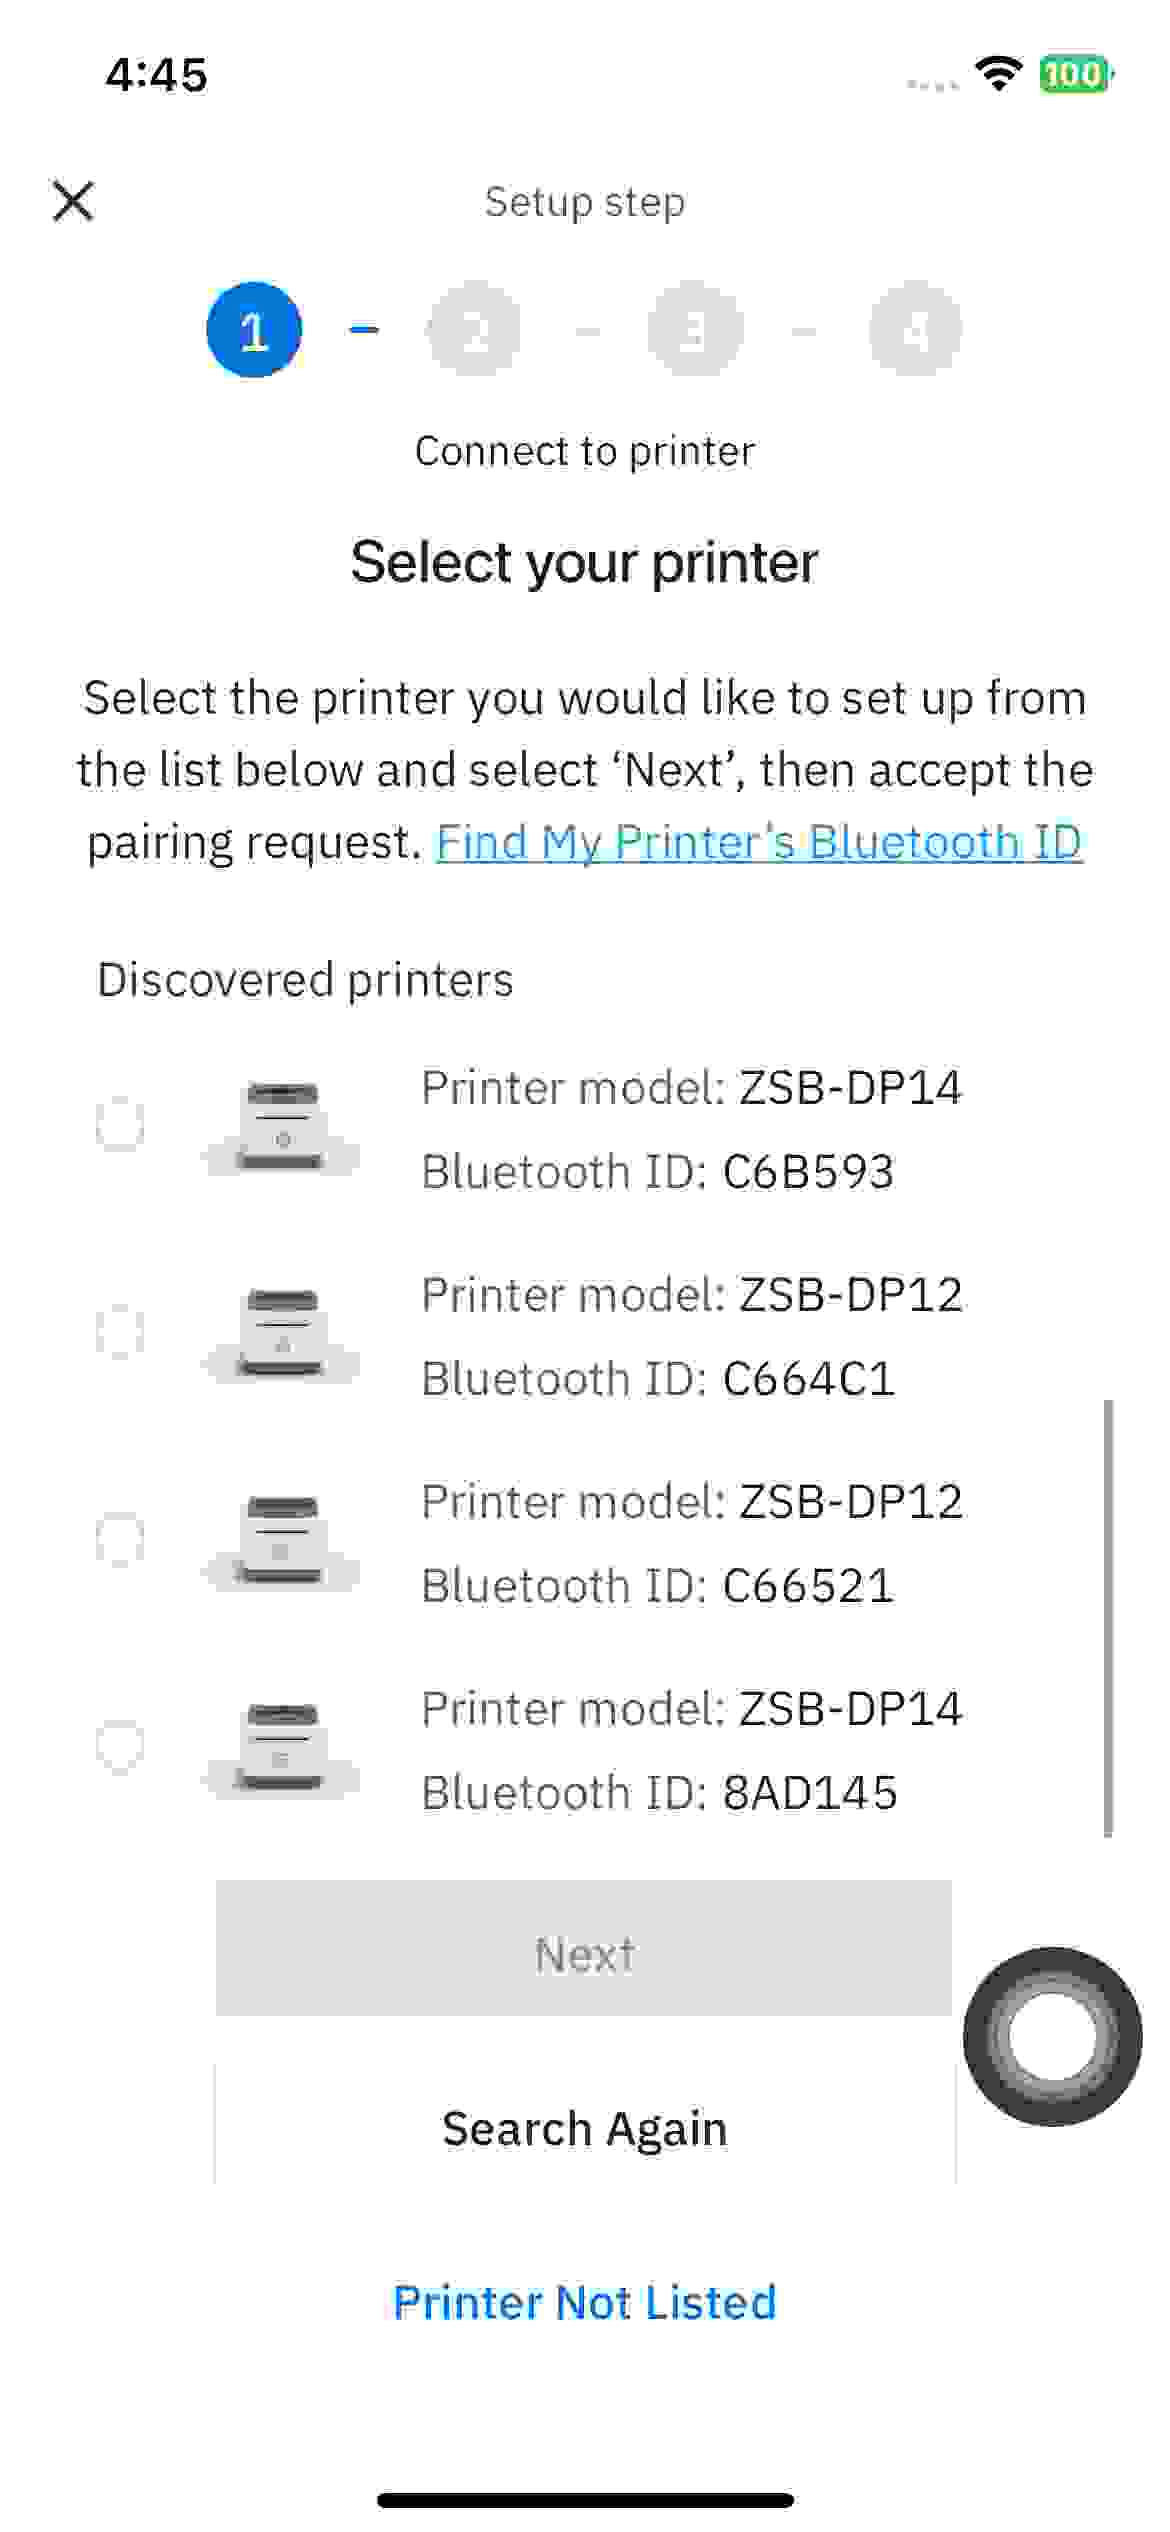 4:45
100
Setup step
1
2
3
4
Connect to printer
Select your printer
Select the printer you would like to set up from
the list below and select ‘Next’, then accept the
pairing request. Find My Printer's Bluetooth ID
Discovered printers
Printer model: ZSB-DP14
Bluetooth ID: C6B593
Printer model: ZSB-DP12
Bluetooth ID: C664C1
Printer model: ZSB-DP12
Bluetooth ID: C66521
Printer model: ZSB-DP14
Bluetooth ID: 8AD145
Next
Search Again
Printer Not Listed